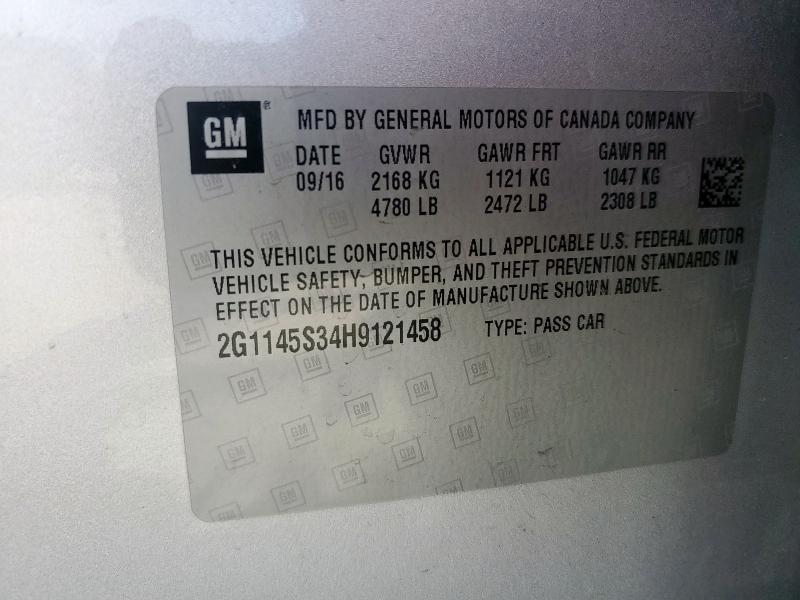 GM® MFD BY GENERAL MOTORS OF CANADA COMPANY
DATE GVWR GAWR FRT GAWR RR
09/16 2168 KG 1121 KG 1047 KG
4780 LB 2472 LB 2308 LB
THIS VEHICLE CONFORMS TO ALL APPLICABLE U.S. FEDERAL MOTOR
VEHICLE SAFETY, BUMPER, AND THEFT PREVENTION STANDARDS IN
EFFECT ON THE DATE OF MANUFACTURE SHOWN ABOVE.
2G1145S34H9121458 TYPE: PASS CAR